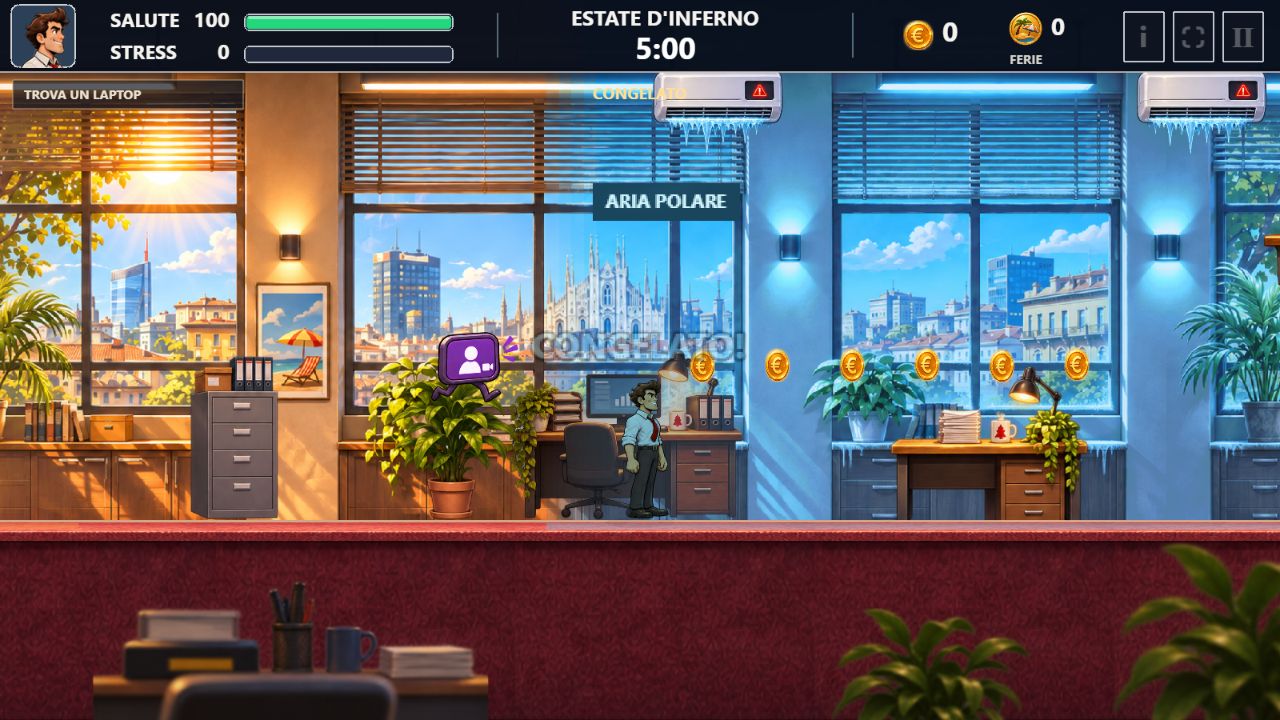 SALUTE 100
STRESS 0
ESTATE D'INFERNO
5:00
€ 0
0
FERIE
TROVA UN LAPTOP
CONGELATO
ARIA POLARE
CONGELATO!